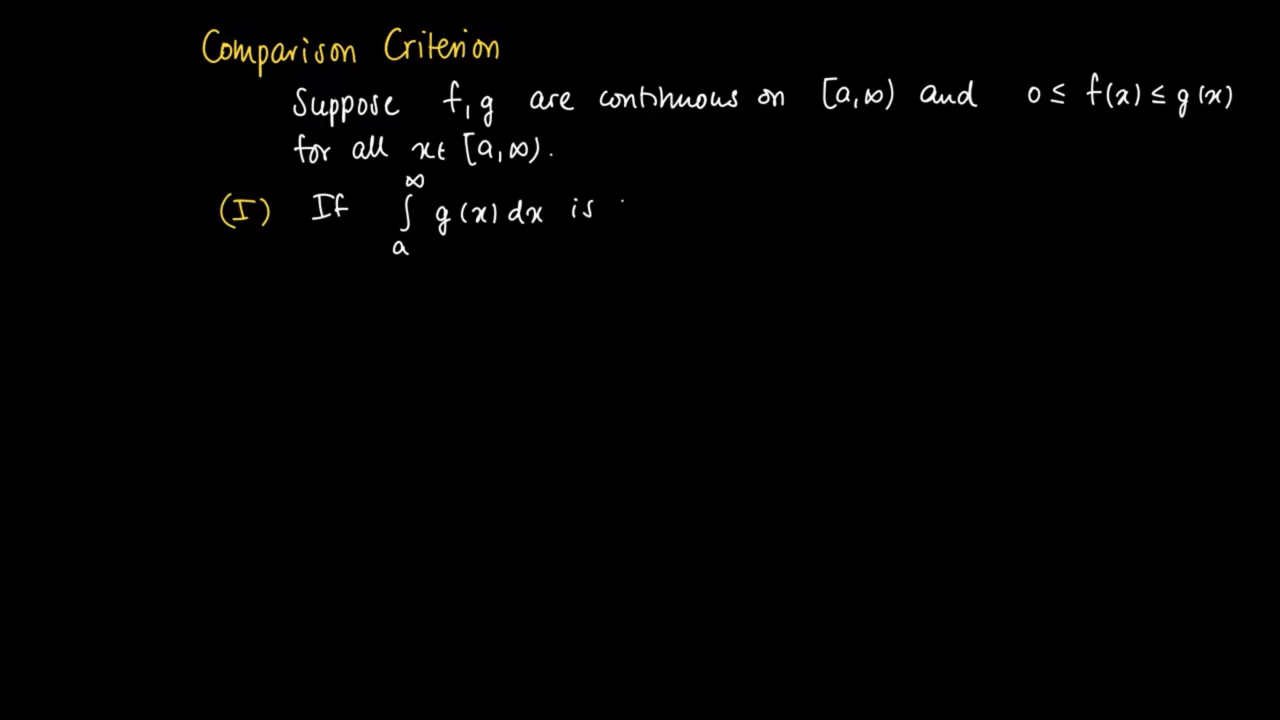 Comparison Criterion
Suppose f, g are continuous on [a, ∞) and 0 ≤ f(x) ≤ g(x)
for all x ∈ [a, ∞).
(I) If ∫_a^∞ g(x) dx is